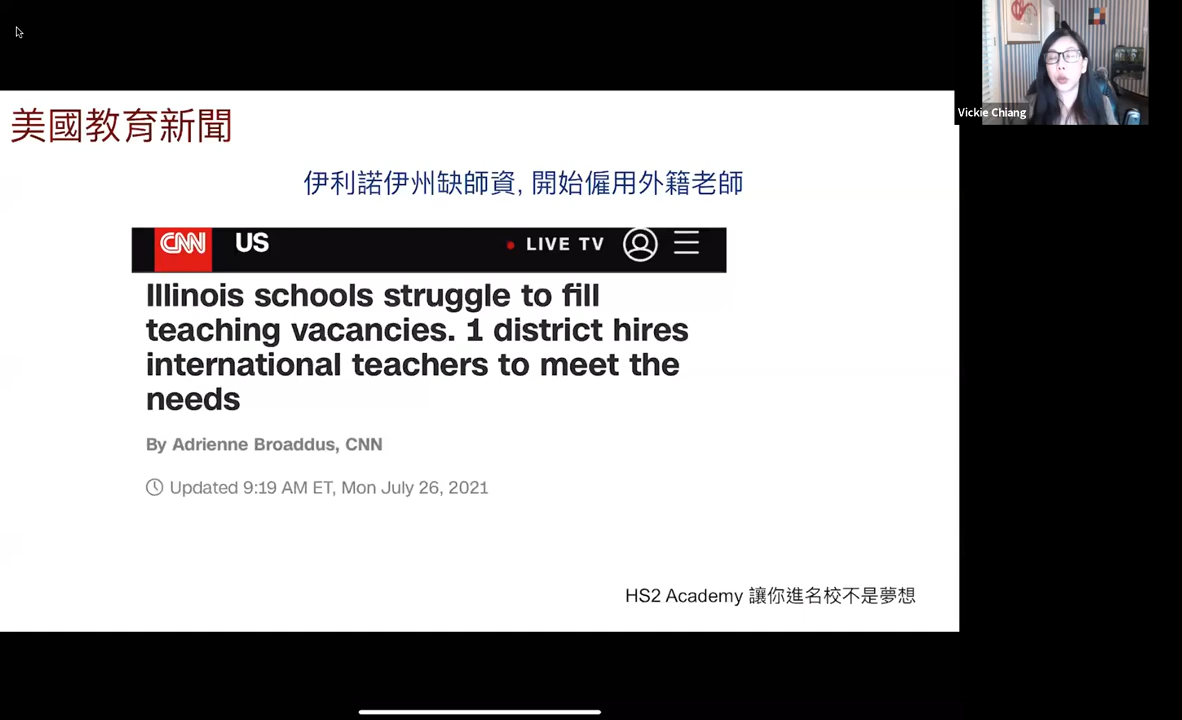 Vickie Chiang
美國教育新聞
伊利諾伊州缺師資, 開始僱用外籍老師
CNN US LIVE TV
Illinois schools struggle to fill
teaching vacancies. 1 district hires
international teachers to meet the
needs
By Adrienne Broaddus, CNN
Updated 9:19 AM ET, Mon July 26, 2021
HS2 Academy 讓你進名校不是夢想